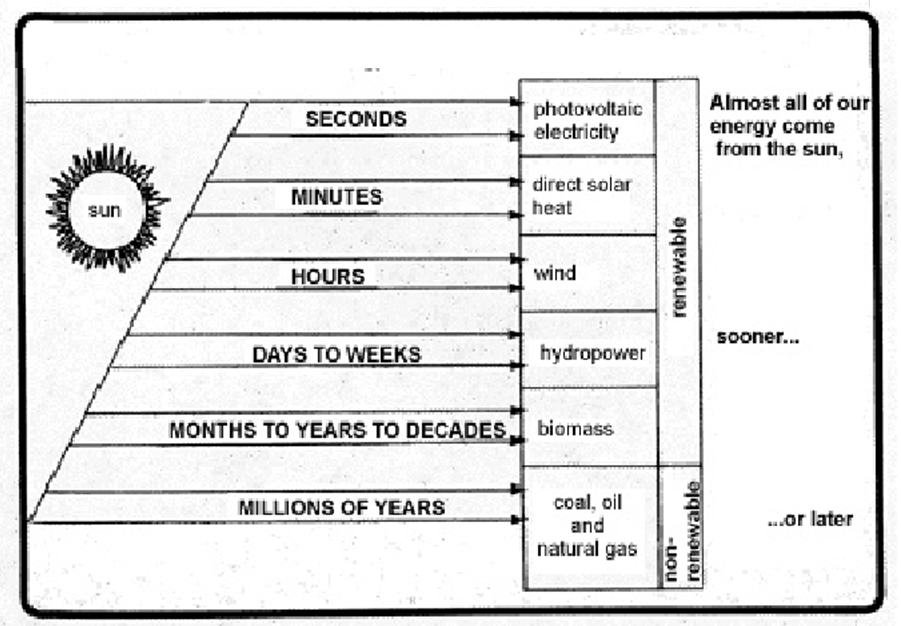 SECONDS
photovoltaic
electricity
Almost all of our
energy come
from the sun,
sun
MINUTES
direct solar
heat
HOURS
wind
renewable
DAYS TO WEEKS
hydropower
sooner...
MONTHS TO YEARS TO DECADES
biomass
MILLIONS OF YEARS
coal, oil
and
natural gas
non-
renewable
...or later